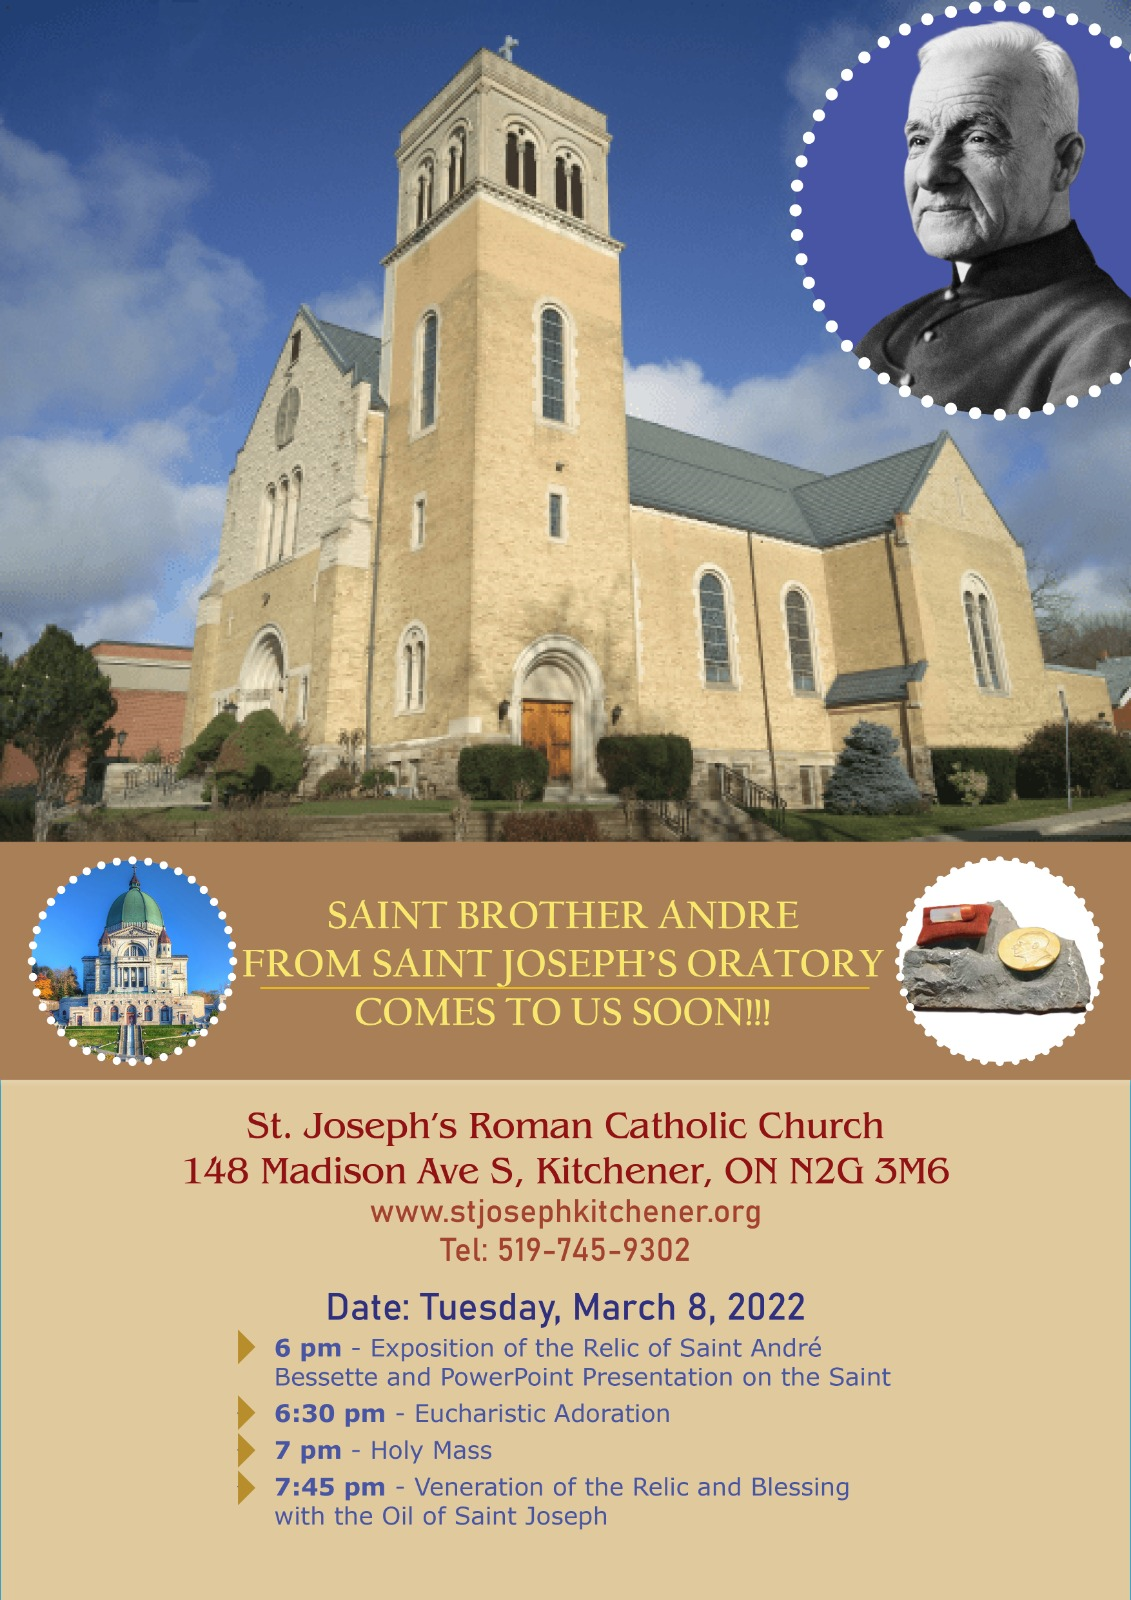 SAINT BROTHER ANDRE
FROM SAINT JOSEPH'S ORATORY
COMES TO US SOON!!!
St. Joseph's Roman Catholic Church
148 Madison Ave S, Kitchener, ON N2G 3M6
www.stjosephkitchener.org
Tel: 519-745-9302
Date: Tuesday, March 8, 2022
6 pm - Exposition of the Relic of Saint André
Bessette and PowerPoint Presentation on the Saint
6:30 pm - Eucharistic Adoration
7 pm - Holy Mass
7:45 pm - Veneration of the Relic and Blessing
with the Oil of Saint Joseph